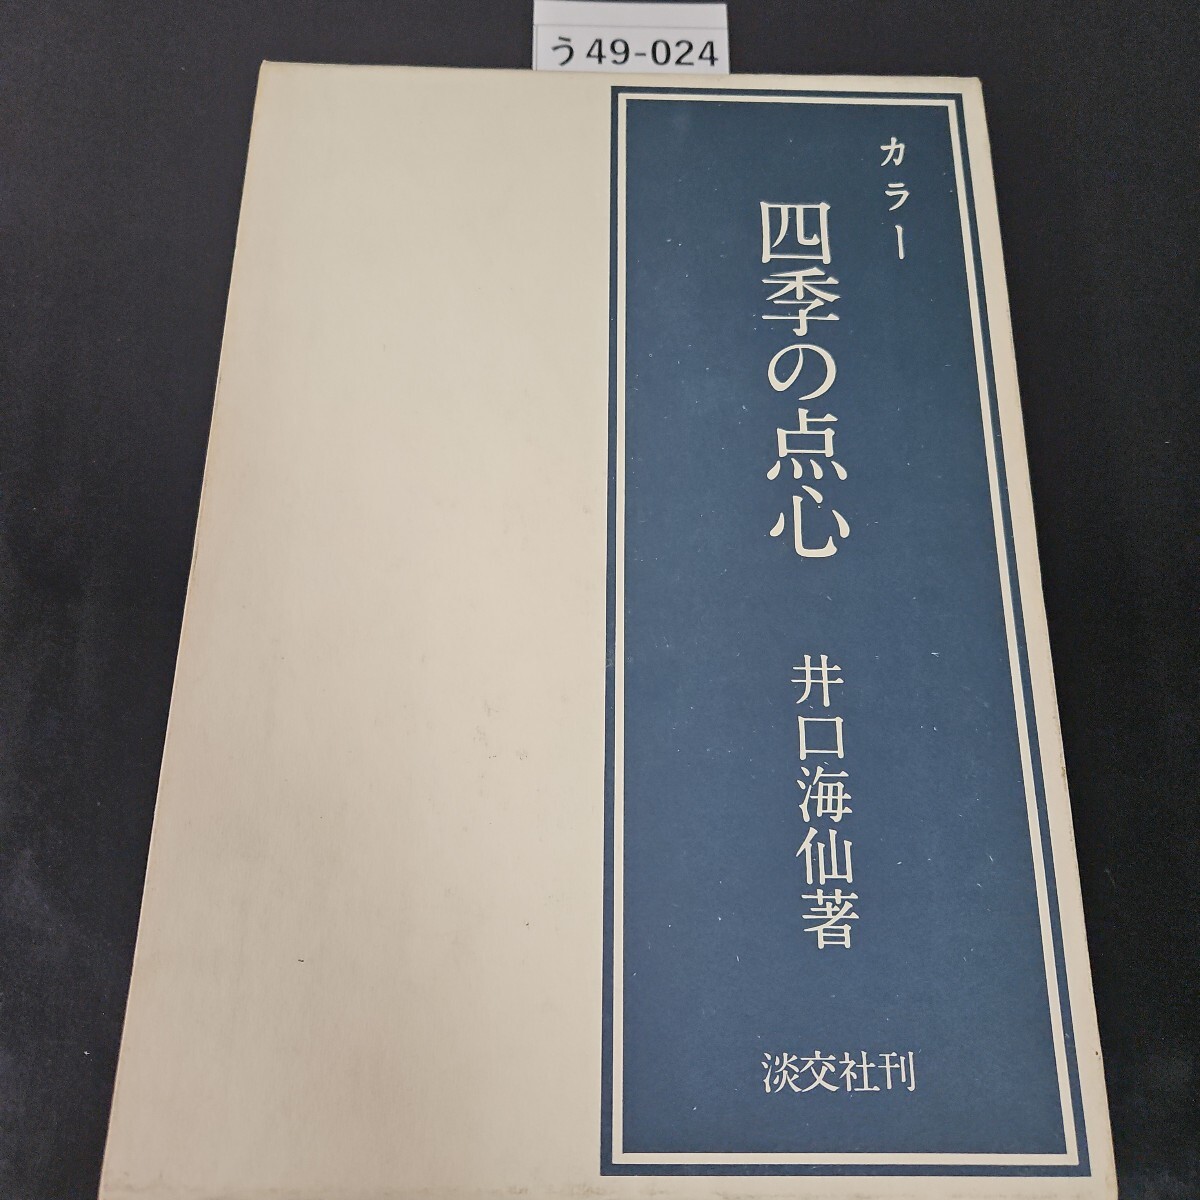 う49-024
カラー
四季の点心
井口海仙著
淡交社刊